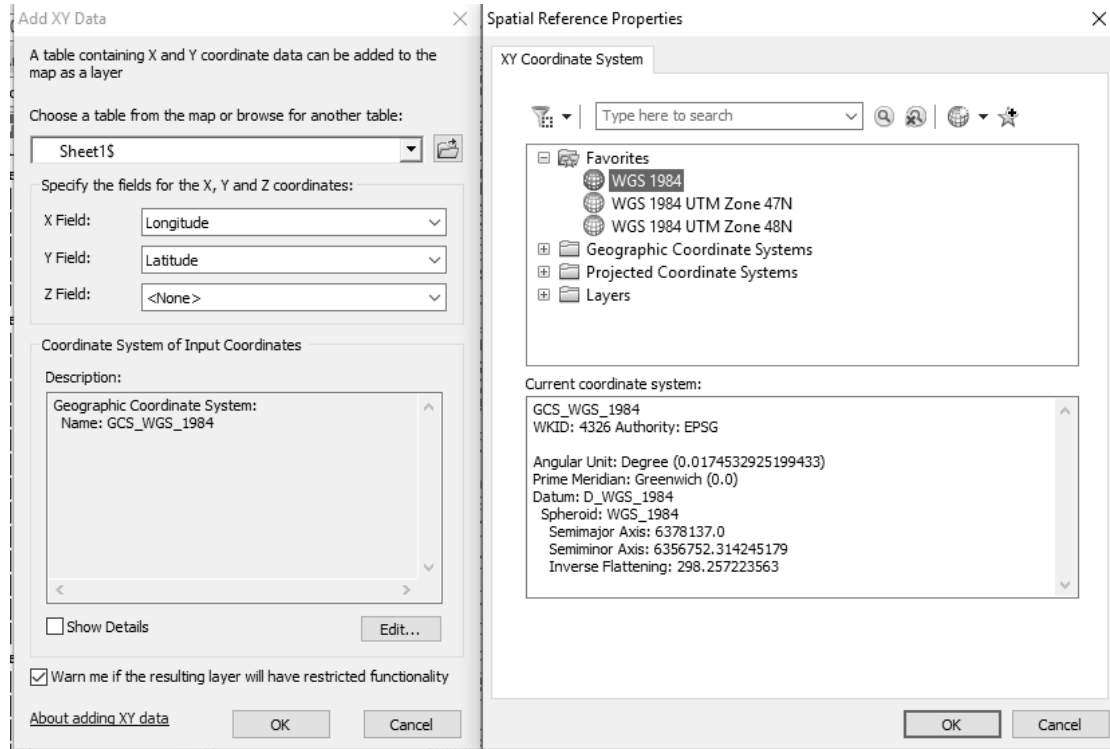 Add XY Data
A table containing X and Y coordinate data can be added to the
map as a layer
Choose a table from the map or browse for another table:
Sheet1$
Specify the fields for the X, Y and Z coordinates:
X Field:
Longitude
Y Field:
Latitude
Z Field:
<None>
Coordinate System of Input Coordinates
Description:
Geographic Coordinate System:
Name: GCS_WGS_1984
Show Details
Edit...
Warn me if the resulting layer will have restricted functionality
About adding XY data
OK
Cancel
Spatial Reference Properties
XY Coordinate System
Type here to search
Favorites
WGS 1984
WGS 1984 UTM Zone 47N
WGS 1984 UTM Zone 48N
Geographic Coordinate Systems
Projected Coordinate Systems
Layers
Current coordinate system:
GCS_WGS_1984
WKID: 4326 Authority: EPSG
Angular Unit: Degree (0.0174532925199433)
Prime Meridian: Greenwich (0.0)
Datum: D_WGS_1984
Spheroid: WGS_1984
Semimajor Axis: 6378137.0
Semiminor Axis: 6356752.314245179
Inverse Flattening: 298.257223563
OK
Cancel